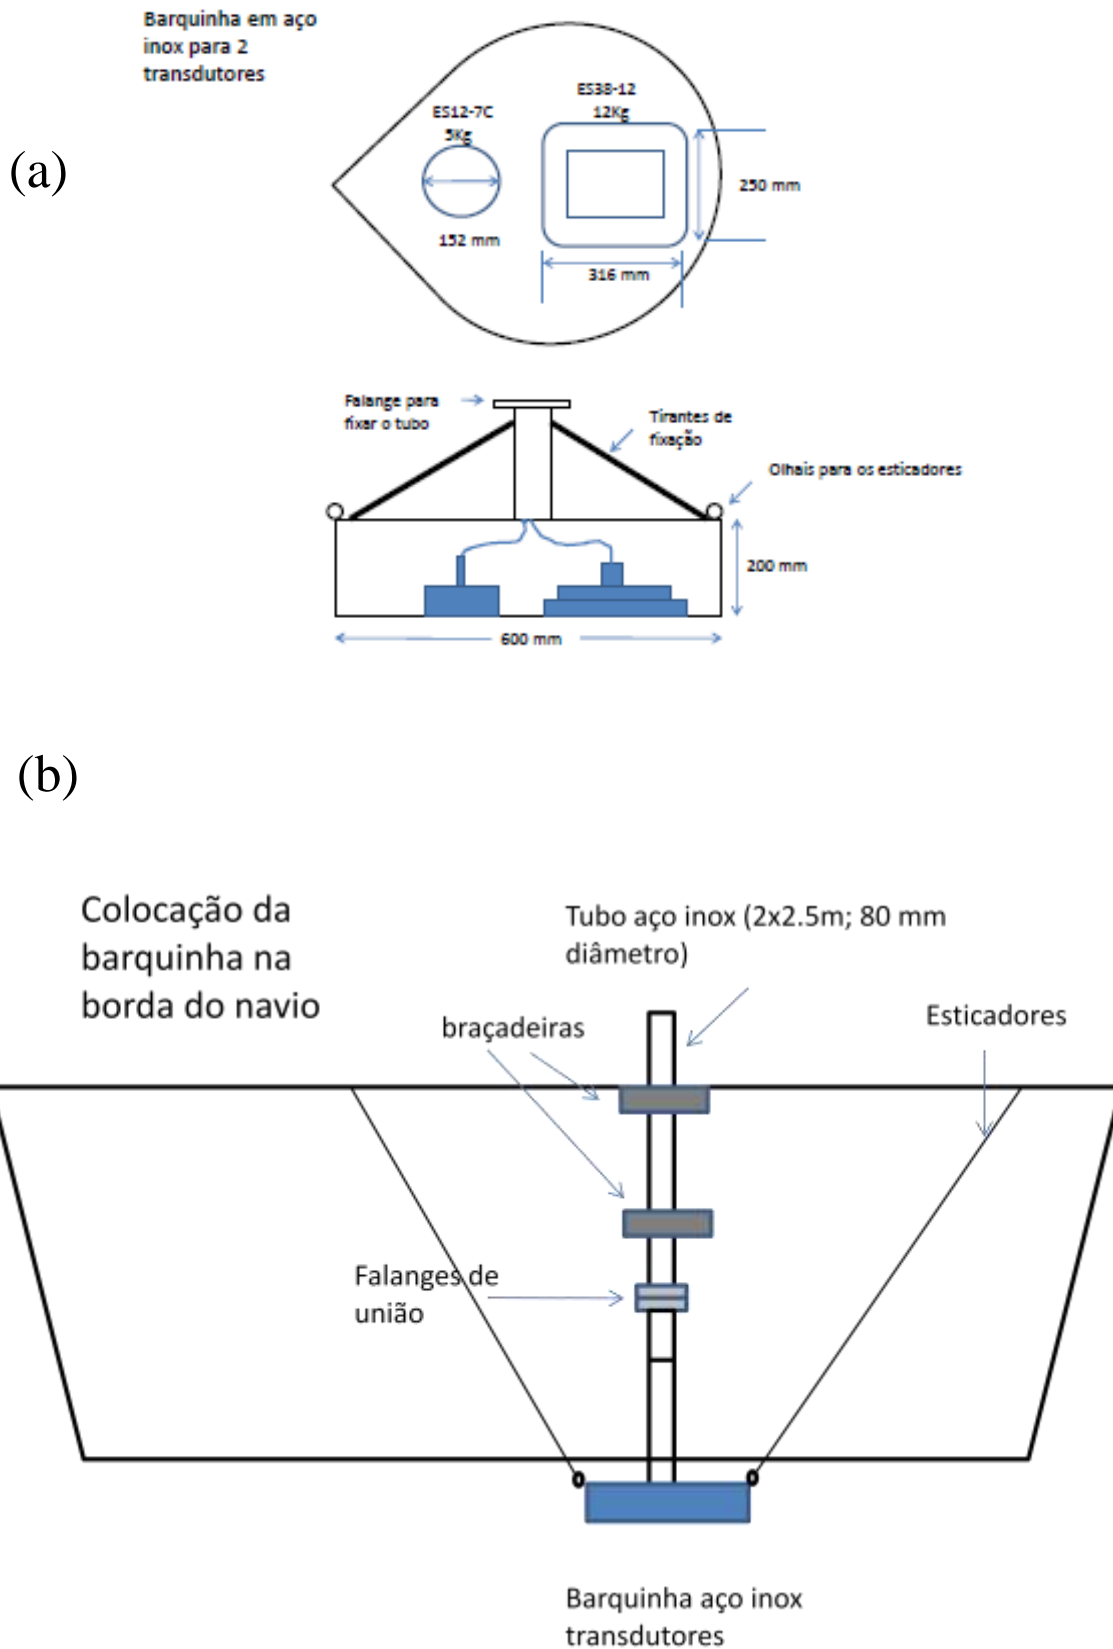 Barquinha em aço
inox para 2
transdutores
(a)
ES12-7C
5Kg
ES38-12
12Kg
250 mm
152 mm
316 mm
Falange para
fixar o tubo
Tirantes de
fixação
Olhais para os esticadores
200 mm
600 mm
(b)
Colocação da
barquinha na
borda do navio
Tubo aço inox (2x2.5m; 80 mm
diâmetro)
braçadeiras
Esticadores
Falanges de
união
Barquinha aço inox
transdutores